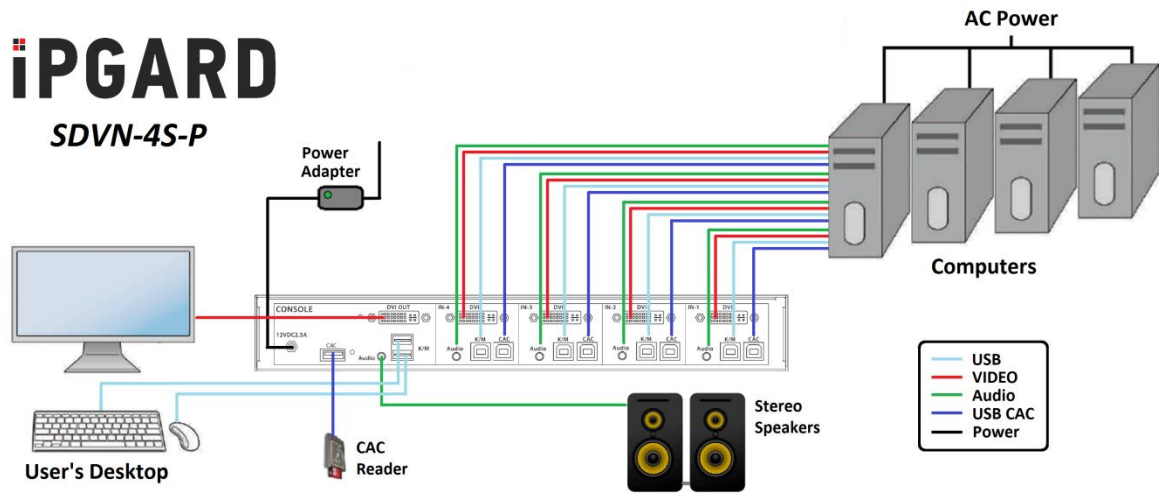 iPGARD
SDVN-4S-P
AC Power
Power
Adapter
Computers
CONSOLE
DVI OUT
IN-4
DVI
IN-3
DVI
IN-2
DVI
IN-1
DVI
12VDC2.5A
CAC
Audio
K/M
Audio
K/M
CAC
Audio
K/M
CAC
Audio
K/M
CAC
Audio
K/M
CAC
User's Desktop
CAC
Reader
Stereo
Speakers
USB
VIDEO
Audio
USB CAC
Power